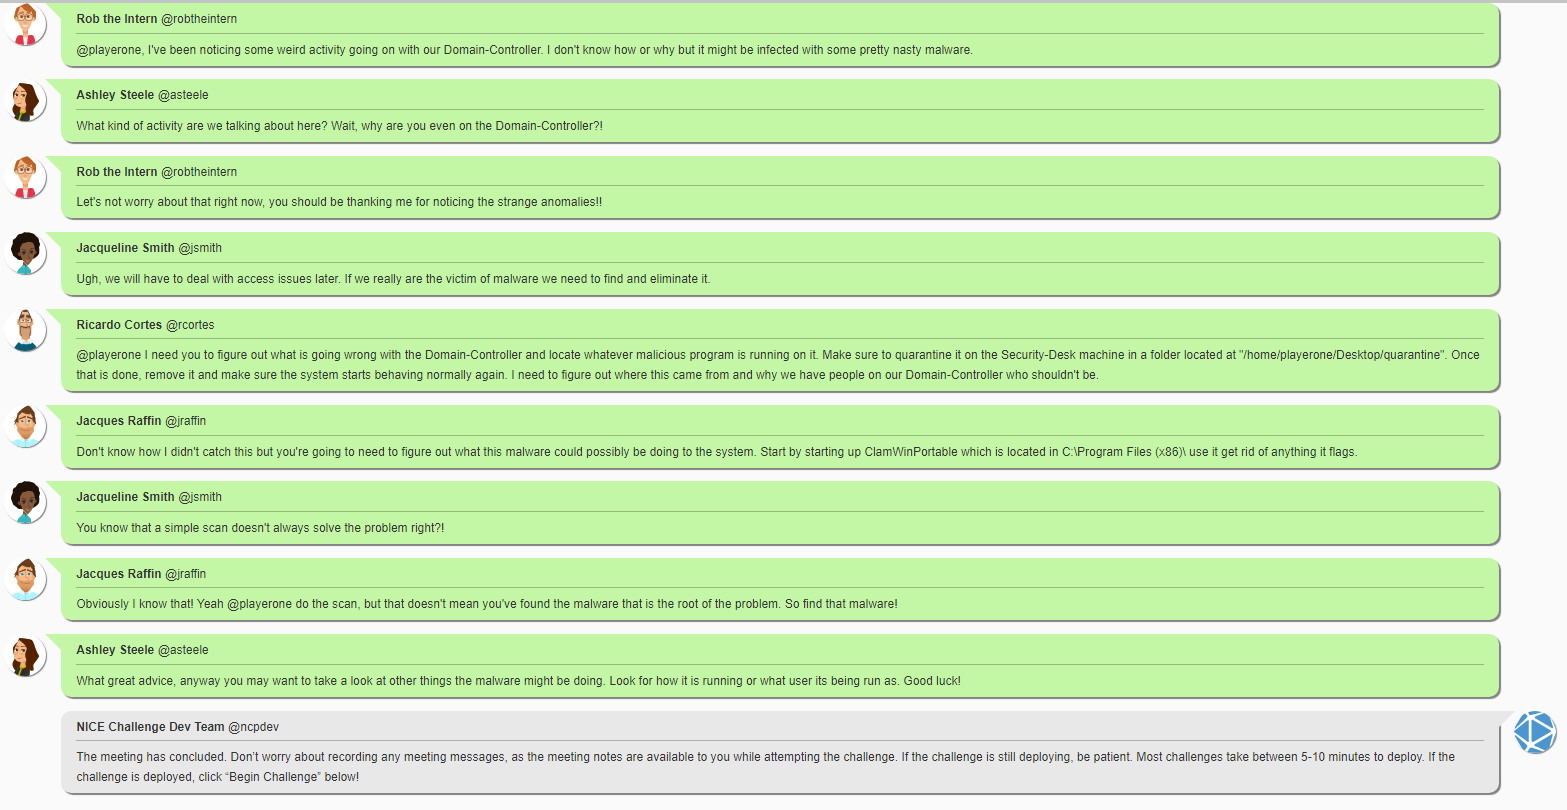 Rob the Intern @robtheintern
@playerone, I've been noticing some weird activity going on with our Domain-Controller. I don't know how or why but it might be infected with some pretty nasty malware.
Ashley Steele @asteele
What kind of activity are we talking about here? Wait, why are you even on the Domain-Controller?!
Rob the Intern @robtheintern
Let's not worry about that right now, you should be thanking me for noticing the strange anomalies!!
Jacqueline Smith @jsmith
Ugh, we will have to deal with access issues later. If we really are the victim of malware we need to find and eliminate it.
Ricardo Cortes @rcortes
@playerone I need you to figure out what is going wrong with the Domain-Controller and locate whatever malicious program is running on it. Make sure to quarantine it on the Security-Desk machine in a folder located at "/home/playerone/Desktop/quarantine". Once
that is done, remove it and make sure the system starts behaving normally again. I need to figure out where this came from and why we have people on our Domain-Controller who shouldn't be.
Jacques Raffin @jraffin
Don't know how I didn't catch this but you're going to need to figure out what this malware could possibly be doing to the system. Start by starting up ClamWinPortable which is located in C:\Program Files (x86)\ use it get rid of anything it flags.
Jacqueline Smith @jsmith
You know that a simple scan doesn't always solve the problem right?!
Jacques Raffin @jraffin
Obviously I know that! Yeah @playerone do the scan, but that doesn't mean you've found the malware that is the root of the problem. So find that malware!
Ashley Steele @asteele
What great advice, anyway you may want to take a look at other things the malware might be doing. Look for how it is running or what user its being run as. Good luck!
NICE Challenge Dev Team @ncpdev
The meeting has concluded. Don't worry about recording any meeting messages, as the meeting notes are available to you while attempting the challenge. If the challenge is still deploying, be patient. Most challenges take between 5-10 minutes to deploy. If the
challenge is deployed, click “Begin Challenge” below!